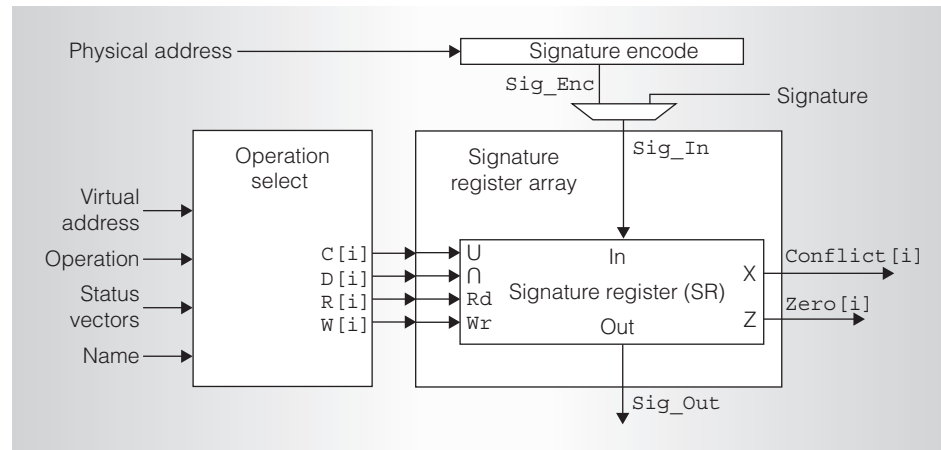 Physical address
Signature encode
Sig_Enc
Signature
Sig_In
Operation
select
Signature
register array
Virtual
address
Operation
Status
vectors
Name
C[i]
D[i]
R[i]
W[i]
U
∩
Rd
Wr
In
Signature register (SR)
Out
X
Z
Conflict[i]
Zero[i]
Sig_Out